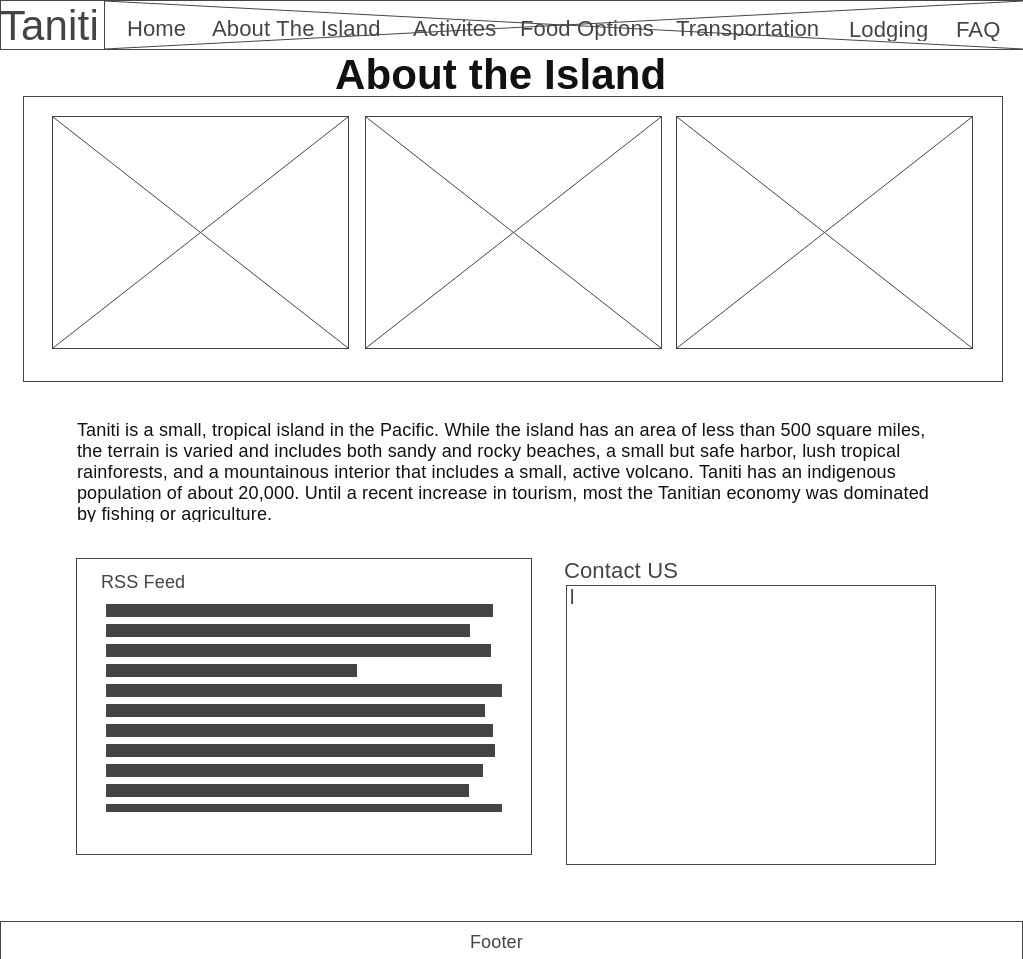 Taniti Home About The Island Activites Food Options Transportation Lodging FAQ
About the Island
Taniti is a small, tropical island in the Pacific. While the island has an area of less than 500 square miles,
the terrain is varied and includes both sandy and rocky beaches, a small but safe harbor, lush tropical
rainforests, and a mountainous interior that includes a small, active volcano. Taniti has an indigenous
population of about 20,000. Until a recent increase in tourism, most the Tanitian economy was dominated
by fishing or agriculture.
RSS Feed
Contact US
Footer